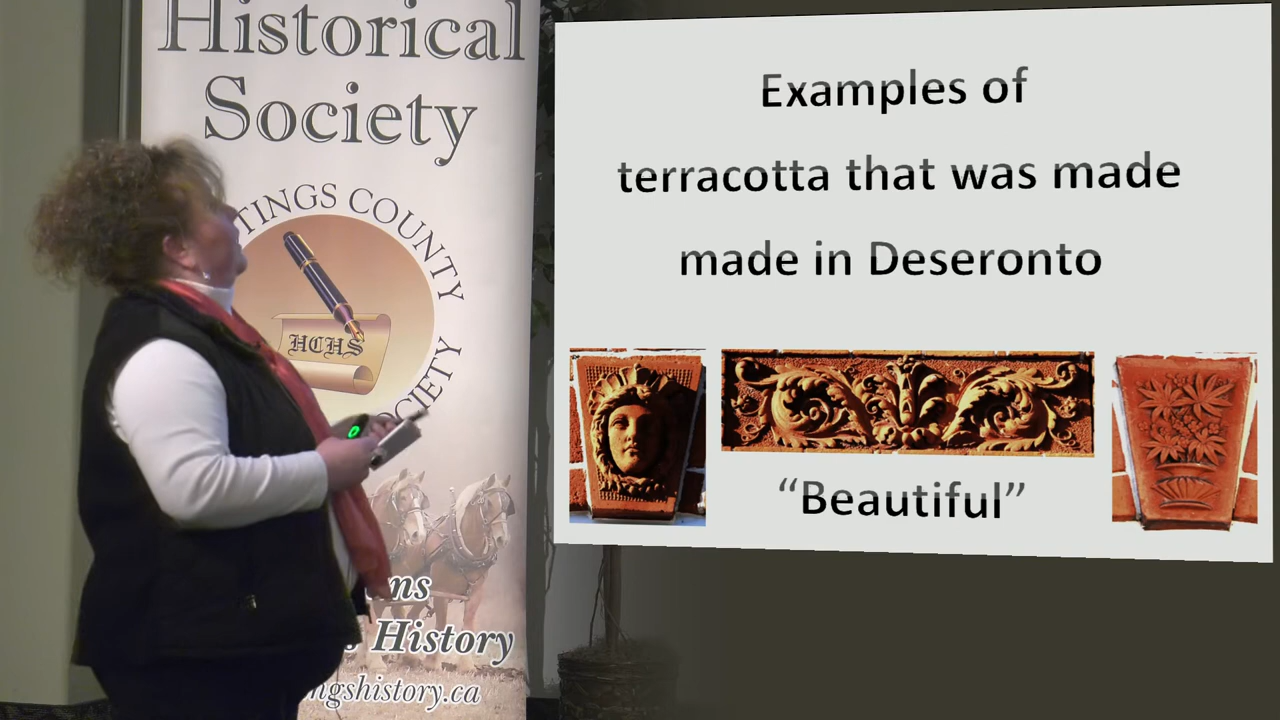 Historical
Society
TINGS COUNTY
OCIETY
HCHS
ns
History
ngshistory.ca
Examples of
terracotta that was made
made in Deseronto
“Beautiful”